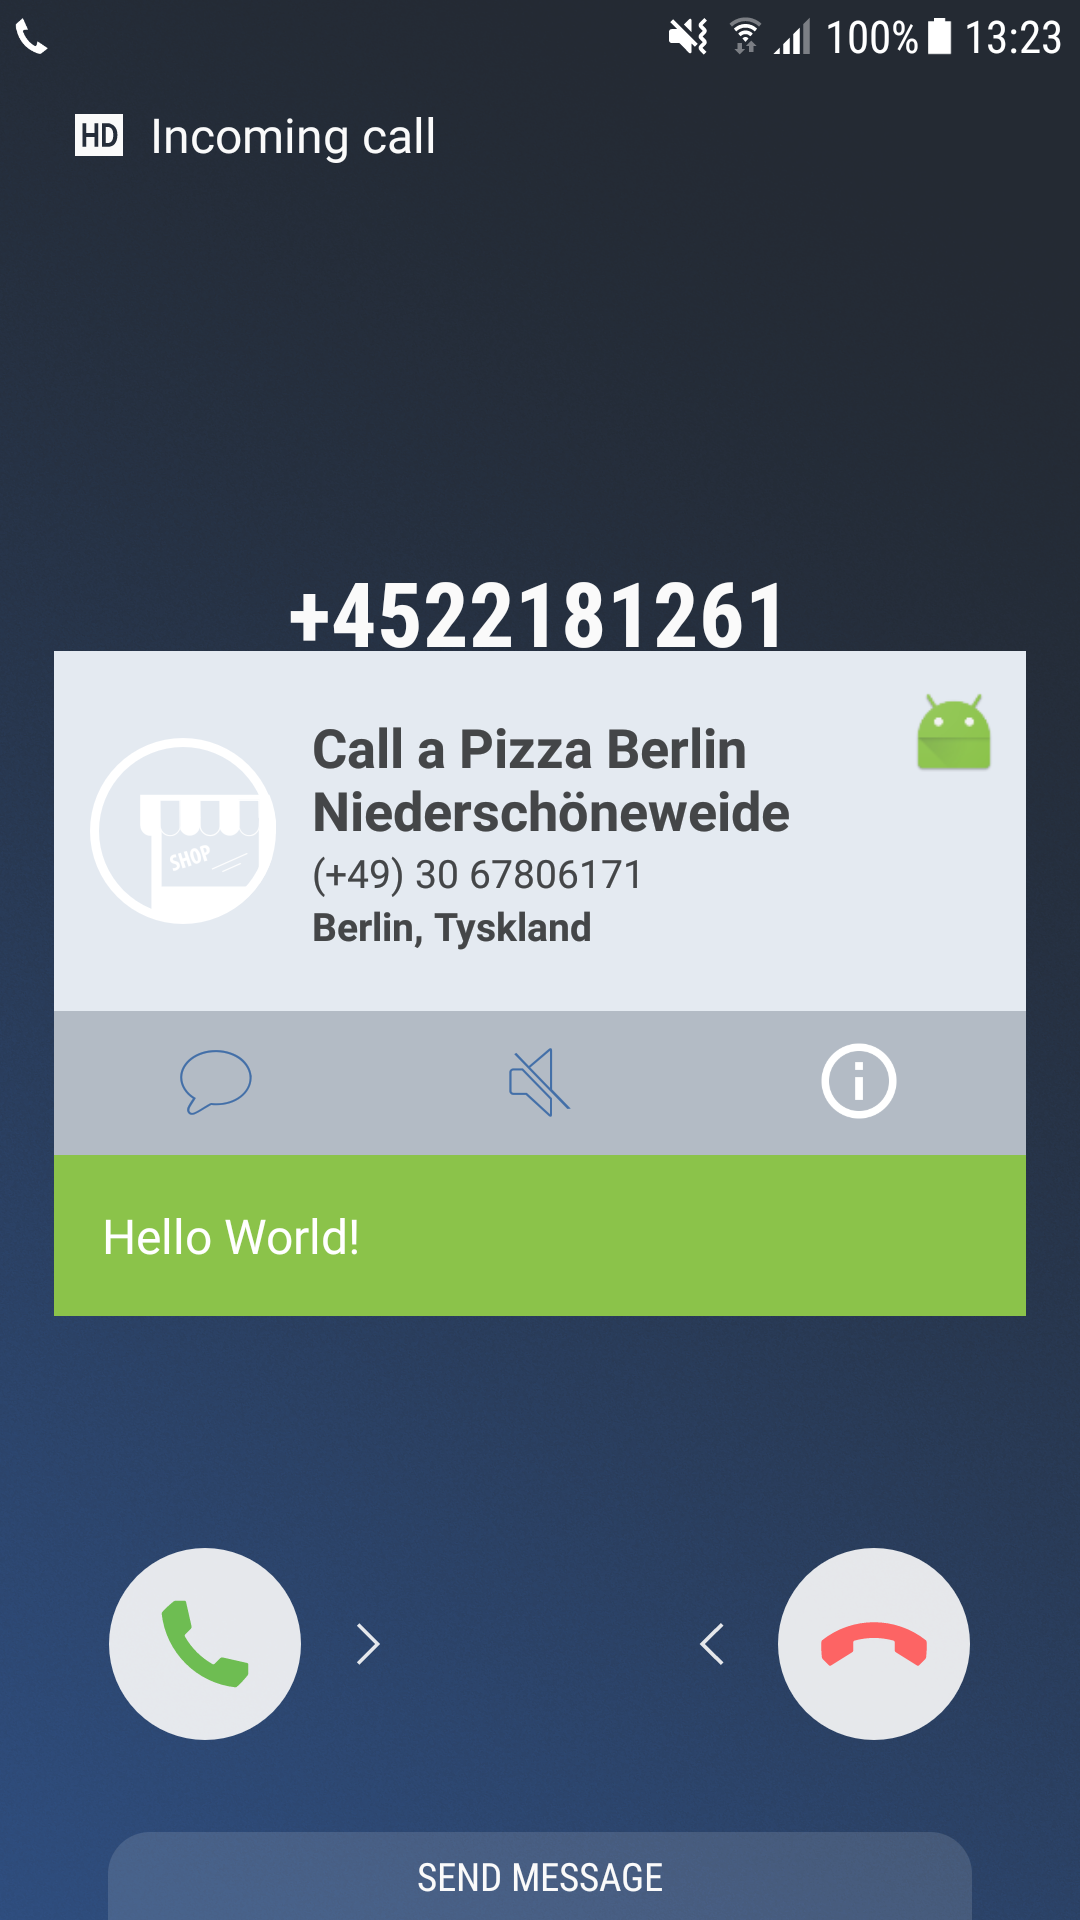 100% 13:23
HD Incoming call
+4522181261
Call a Pizza Berlin
Niederschöneweide
(+49) 30 67806171
Berlin, Tyskland
SHOP
Hello World!
SEND MESSAGE